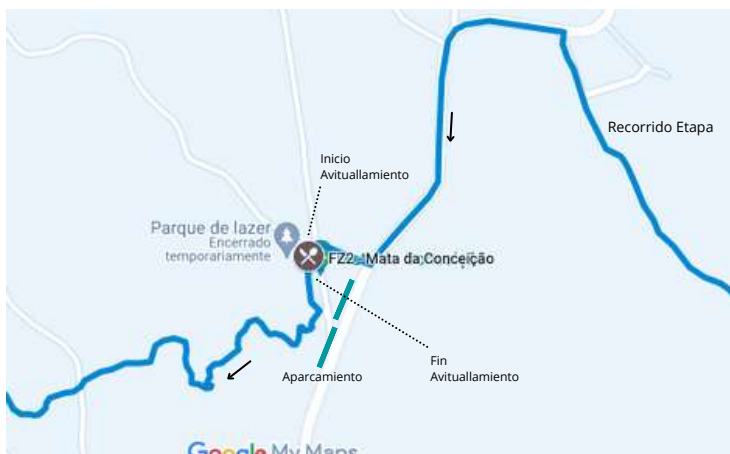 Recorrido Etapa
Inicio
Avituallamiento
Parque de lazer
Encerrado
temporariamente
FZ2 - Mata da Conceição
Fin
Avituallamiento
Aparcamiento
Google My Maps